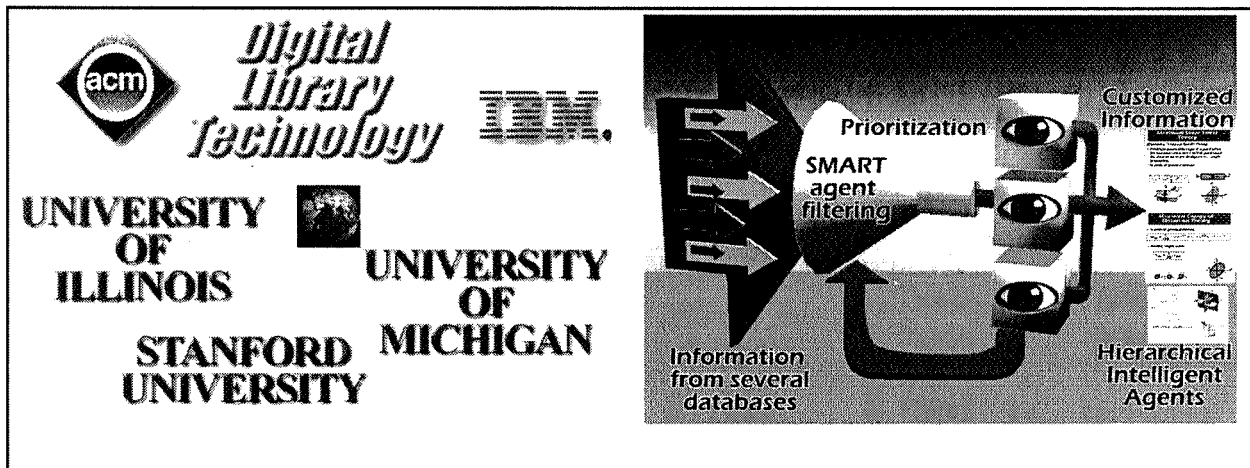 acm
Digital
Library
Technology
IBM®
UNIVERSITY
OF
ILLINOIS
UNIVERSITY
OF
MICHIGAN
STANFORD
UNIVERSITY
Customized
Information
Prioritization
SMART
agent
filtering
Information
from several
databases
Hierarchical
Intelligent
Agents